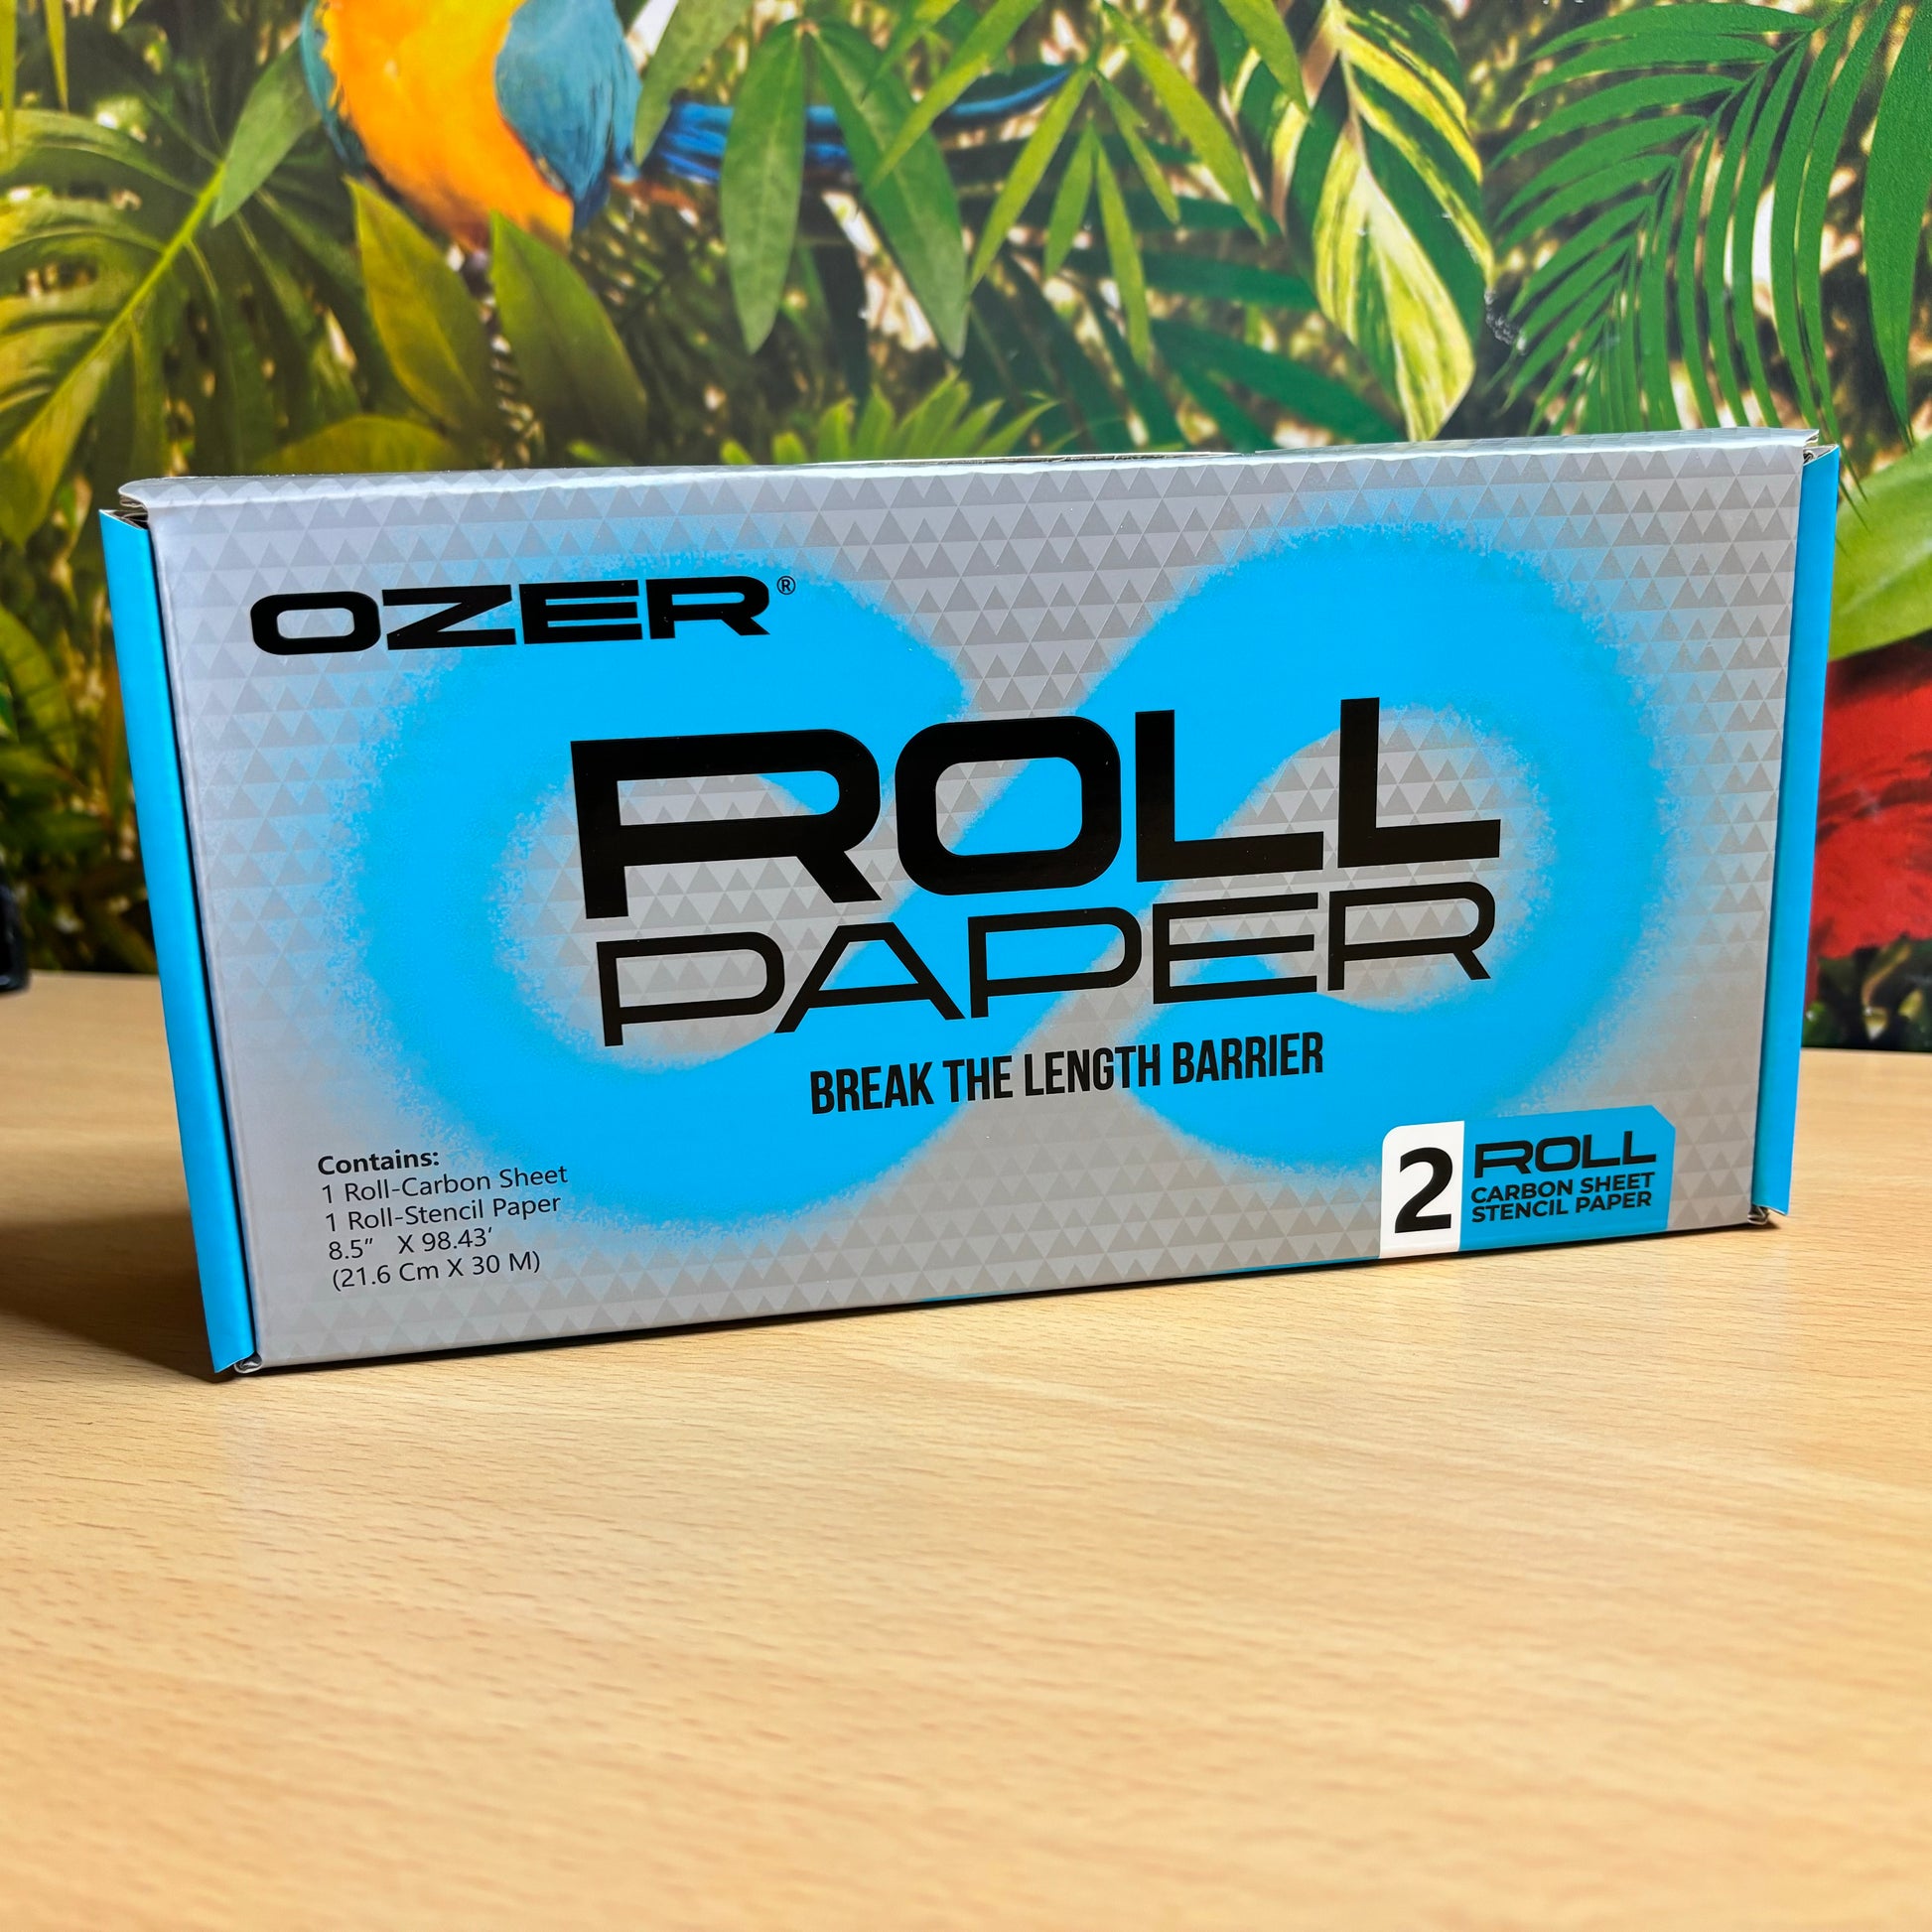 OZER®
ROLL
PAPER
BREAK THE LENGTH BARRIER
Contains:
1 Roll-Carbon Sheet
1 Roll-Stencil Paper
8.5" X 98.43'
(21.6 Cm X 30 M)
2 ROLL
CARBON SHEET
STENCIL PAPER